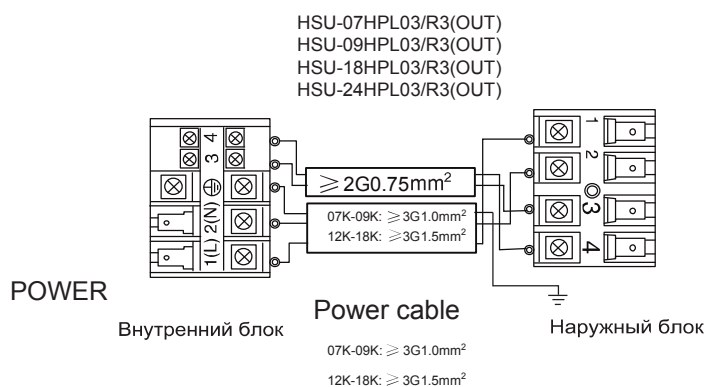 HSU-07HPL03/R3(OUT)
HSU-09HPL03/R3(OUT)
HSU-18HPL03/R3(OUT)
HSU-24HPL03/R3(OUT)
1(L) 2(N) 3 4
1 2 3 4
≥ 2G0.75mm²
07K-09K: ≥ 3G1.0mm²
12K-18K: ≥ 3G1.5mm²
POWER
Внутренний блок
Power cable
Наружный блок
07K-09K: ≥ 3G1.0mm²
12K-18K: ≥ 3G1.5mm²